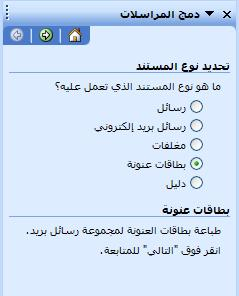 دمج المراسلات
تحديد نوع المستند
ما هو نوع المستند الذي تعمل عليه؟
رسائل
رسائل بريد إلكتروني
مغلفات
بطاقات عنونة
دليل
بطاقات عنونة
طباعة بطاقات العنونة لمجموعة رسائل بريد.
انقر فوق "التالي" للمتابعة.